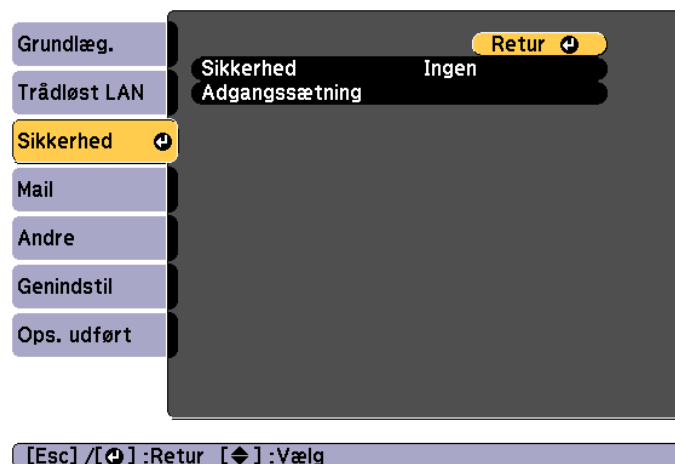 Grundlæg.
Trådløst LAN
Sikkerhed
Mail
Andre
Genindstil
Ops. udført
Retur
Sikkerhed Ingen
Adgangssætning
[Esc] /[ ] :Retur [ ] :Vælg